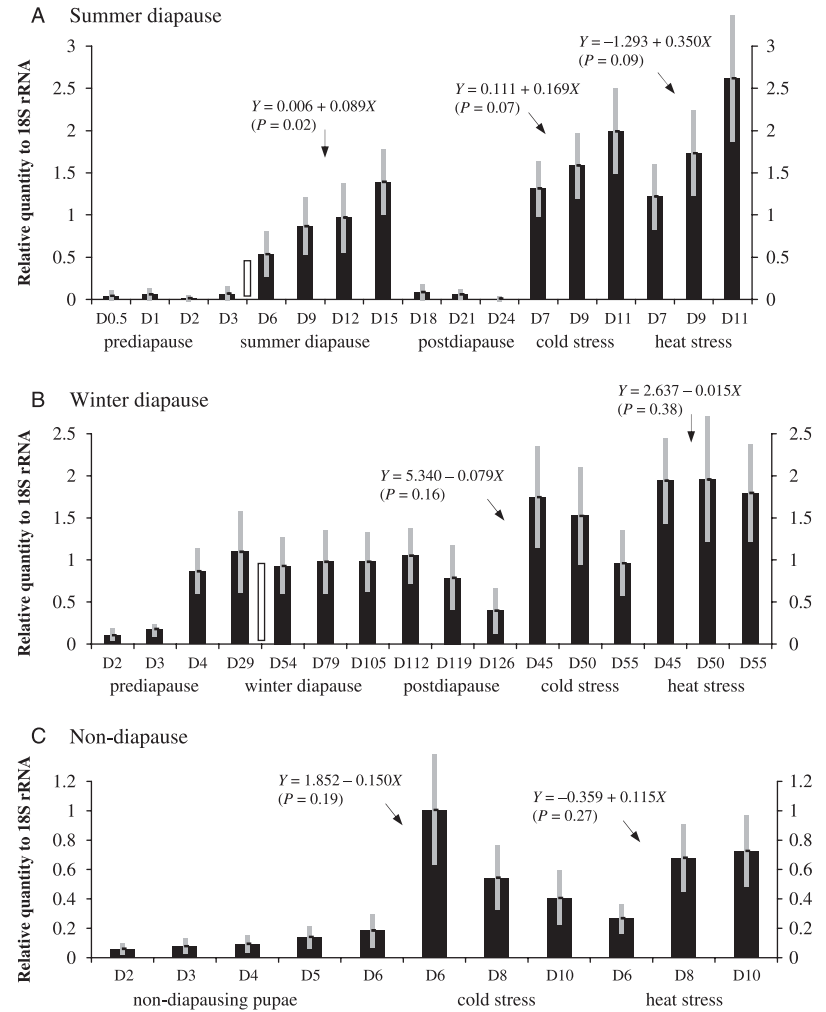 A Summer diapause
Relative quantity to 18S rRNA
3
2.5
2
1.5
1
0.5
0
Y = 0.006 + 0.089X
(P = 0.02)
Y = 0.111 + 0.169X
(P = 0.07)
Y = –1.293 + 0.350X
(P = 0.09)
3
2.5
2
1.5
1
0.5
0
D0.5 D1 D2 D3 D6 D9 D12 D15 D18 D21 D24 D7 D9 D11 D7 D9 D11
prediapause summer diapause postdiapause cold stress heat stress
B Winter diapause
Relative quantity to 18S rRNA
2.5
2
1.5
1
0.5
0
Y = 5.340 – 0.079X
(P = 0.16)
Y = 2.637 – 0.015X
(P = 0.38)
2.5
2
1.5
1
0.5
0
D2 D3 D4 D29 D54 D79 D105 D112 D119 D126 D45 D50 D55 D45 D50 D55
prediapause winter diapause postdiapause cold stress heat stress
C Non-diapause
Relative quantity to 18S rRNA
1.2
1
0.8
0.6
0.4
0.2
0
Y = 1.852 – 0.150X
(P = 0.19)
Y = –0.359 + 0.115X
(P = 0.27)
1.2
1
0.8
0.6
0.4
0.2
0
D2 D3 D4 D5 D6 D6 D8 D10 D6 D8 D10
non-diapausing pupae cold stress heat stress